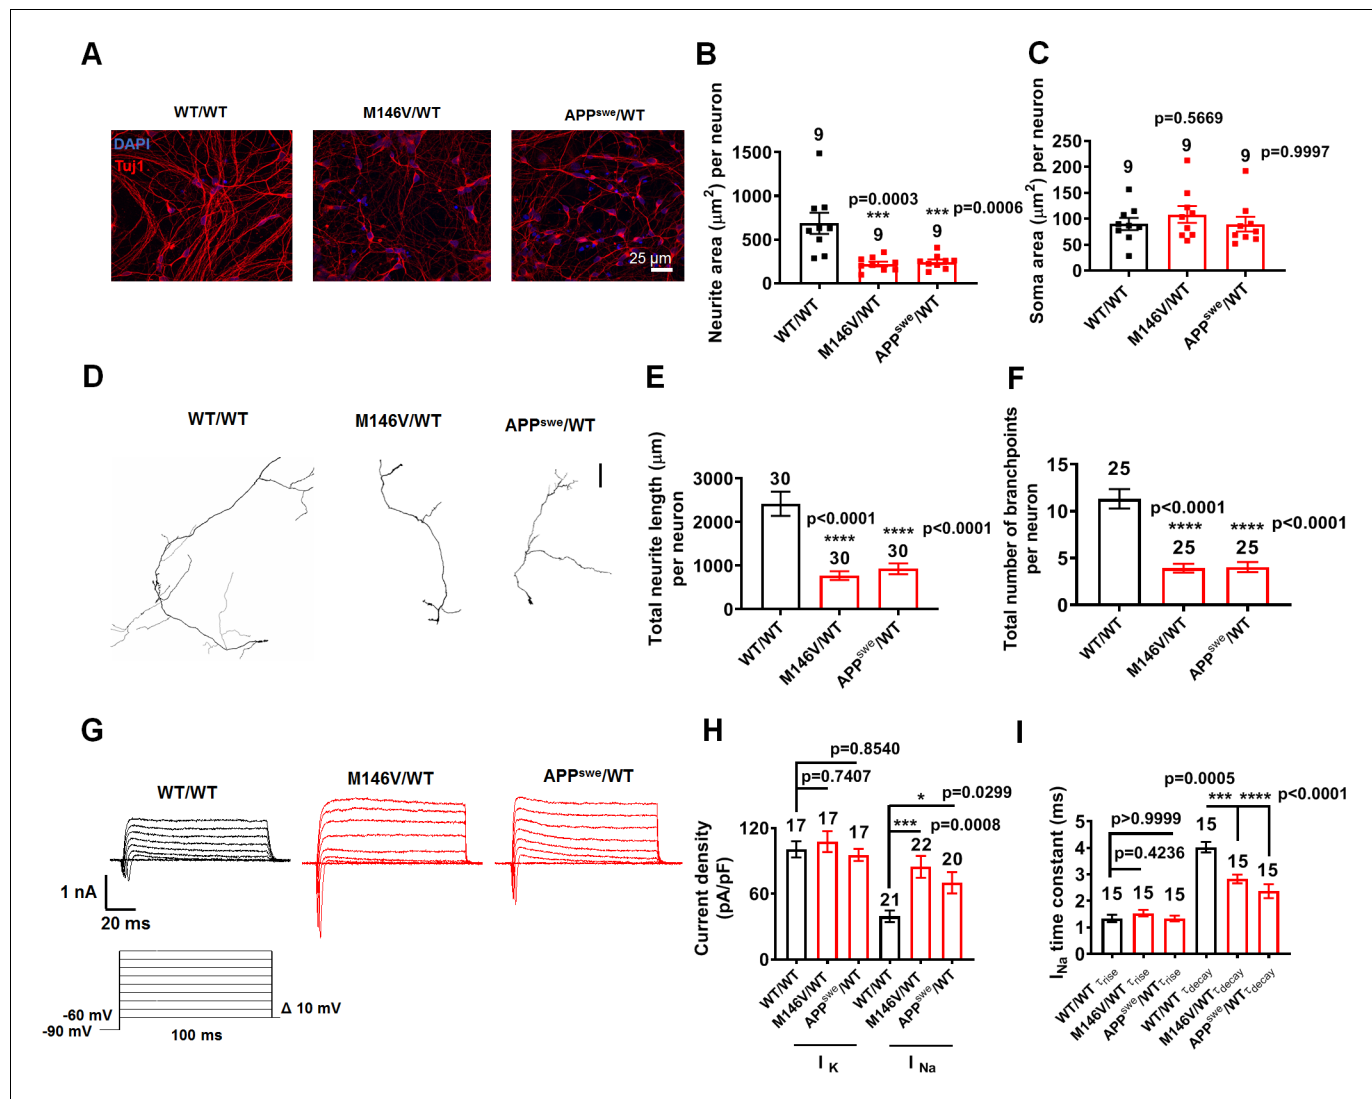 A
WT/WT
M146V/WT
APPswe/WT
DAPI
Tuj1
25 µm
B
Neurite area (µm²) per neuron
1500
1000
500
0
9
p=0.0003
***
9
***
9
p=0.0006
WT/WT
M146V/WT
APPswe/WT
C
Soma area (µm²) per neuron
250
200
150
100
50
0
9
p=0.5669
9
9
p=0.9997
WT/WT
M146V/WT
APPswe/WT
D
WT/WT
M146V/WT
APPswe/WT
E
Total neurite length (µm)
per neuron
3000
2000
1000
0
30
p<0.0001
****
30
****
30
p<0.0001
WT/WT
M146V/WT
APPswe/WT
F
Total number of branchpoints
per neuron
15
10
5
0
25
p<0.0001
****
25
****
25
p<0.0001
WT/WT
M146V/WT
APPswe/WT
G
WT/WT
M146V/WT
APPswe/WT
1 nA
20 ms
-60 mV
-90 mV
100 ms
Δ 10 mV
H
Current density
(pA/pF)
120
60
0
p=0.8540
p=0.7407
17
17
17
* p=0.0299
*** p=0.0008
21
22
20
WT/WT
M146V/WT
APPswe/WT
WT/WT
M146V/WT
APPswe/WT
I K
I Na
I
INa time constant (ms)
5
4
3
2
1
0
p>0.9999
p=0.4236
15
15
15
p=0.0005
*** **** p<0.0001
15
15
15
WT/WT τrise
M146V/WT τrise
APPswe/WT τrise
WT/WT τdecay
M146V/WT τdecay
APPswe/WT τdecay